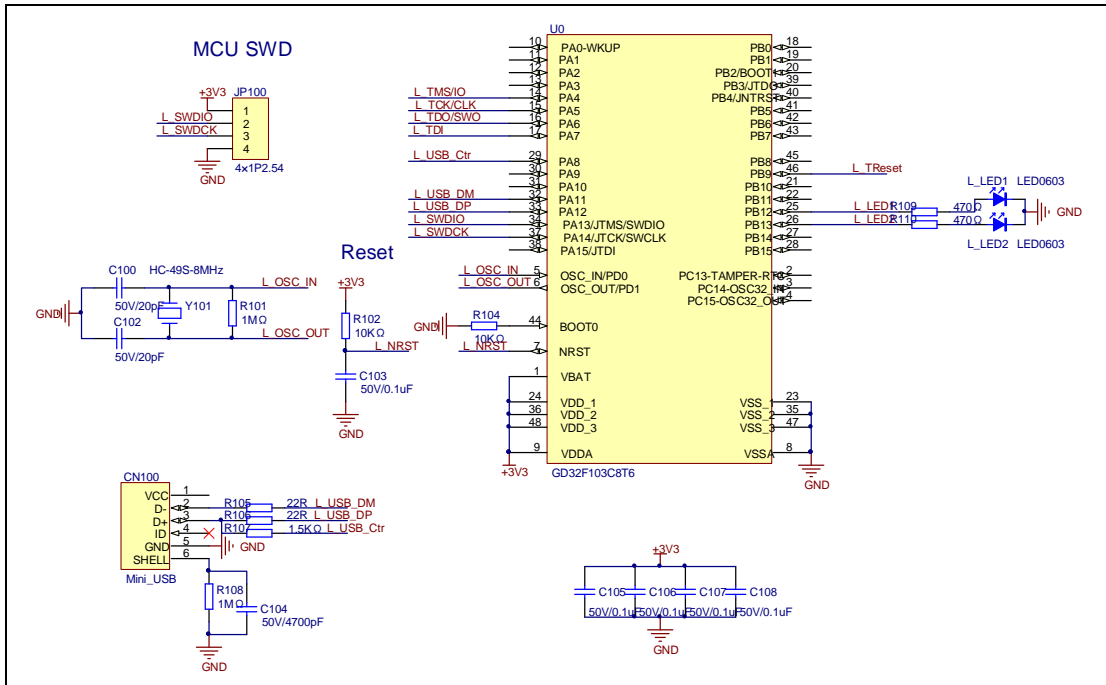 U0
MCU SWD
JP100
+3V3
1
L_SWDIO 2
L_SWDCK 3
4
4x1P2.54
GND
10 PA0-WKUP
11 PA1
12 PA2
13 PA3
L_TMS/IO 14 PA4
L_TCK/CLK 15 PA5
L_TDO/SWO 16 PA6
L_TDI 17 PA7
L_USB_Ctr 29 PA8
30 PA9
31 PA10
L_USB_DM 32 PA11
L_USB_DP 33 PA12
L_SWDIO 34 PA13/JTMS/SWDIO
L_SWDCK 37 PA14/JTCK/SWCLK
38 PA15/JTDI
L_OSC_IN 5 OSC_IN/PD0
L_OSC_OUT 6 OSC_OUT/PD1
GND R104 10KΩ 44 BOOT0
L_NRST 7 NRST
1 VBAT
24 VDD_1
36 VDD_2
48 VDD_3
9 VDDA
+3V3
GD32F103C8T6
PB0 18
PB1 19
PB2/BOOT1 20
PB3/JTDO 39
PB4/JNTRST 40
PB5 41
PB6 42
PB7 43
PB8 45
PB9 46 L_TReset
PB10 21
PB11 22
PB12 25 L_LED1 R109 470Ω
PB13 26 L_LED2 R110 470Ω
PB14 27
PB15 28
L_LED1 LED0603
GND
L_LED2 LED0603
PC13-TAMPER-RTC 2
PC14-OSC32_IN 3
PC15-OSC32_OUT 4
VSS_1 23
VSS_2 35
VSS_3 47
VSSA 8
GND
Reset
C100 HC-49S-8MHz
L_OSC_IN
50V/20pF
GND Y101 R101
1MΩ
C102
L_OSC_OUT
50V/20pF
+3V3
R102
10KΩ
L_NRST
C103
50V/0.1uF
GND
CN100
VCC 1
D- 2 R105 22R L_USB_DM
D+ 3 R106 22R L_USB_DP
ID 4 R107 1.5KΩ L_USB_Ctr
GND 5 GND
SHELL 6
Mini_USB
R108
1MΩ
C104
50V/4700pF
GND
+3V3
C105 C106 C107 C108
50V/0.1uF 50V/0.1uF 50V/0.1uF 50V/0.1uF
GND